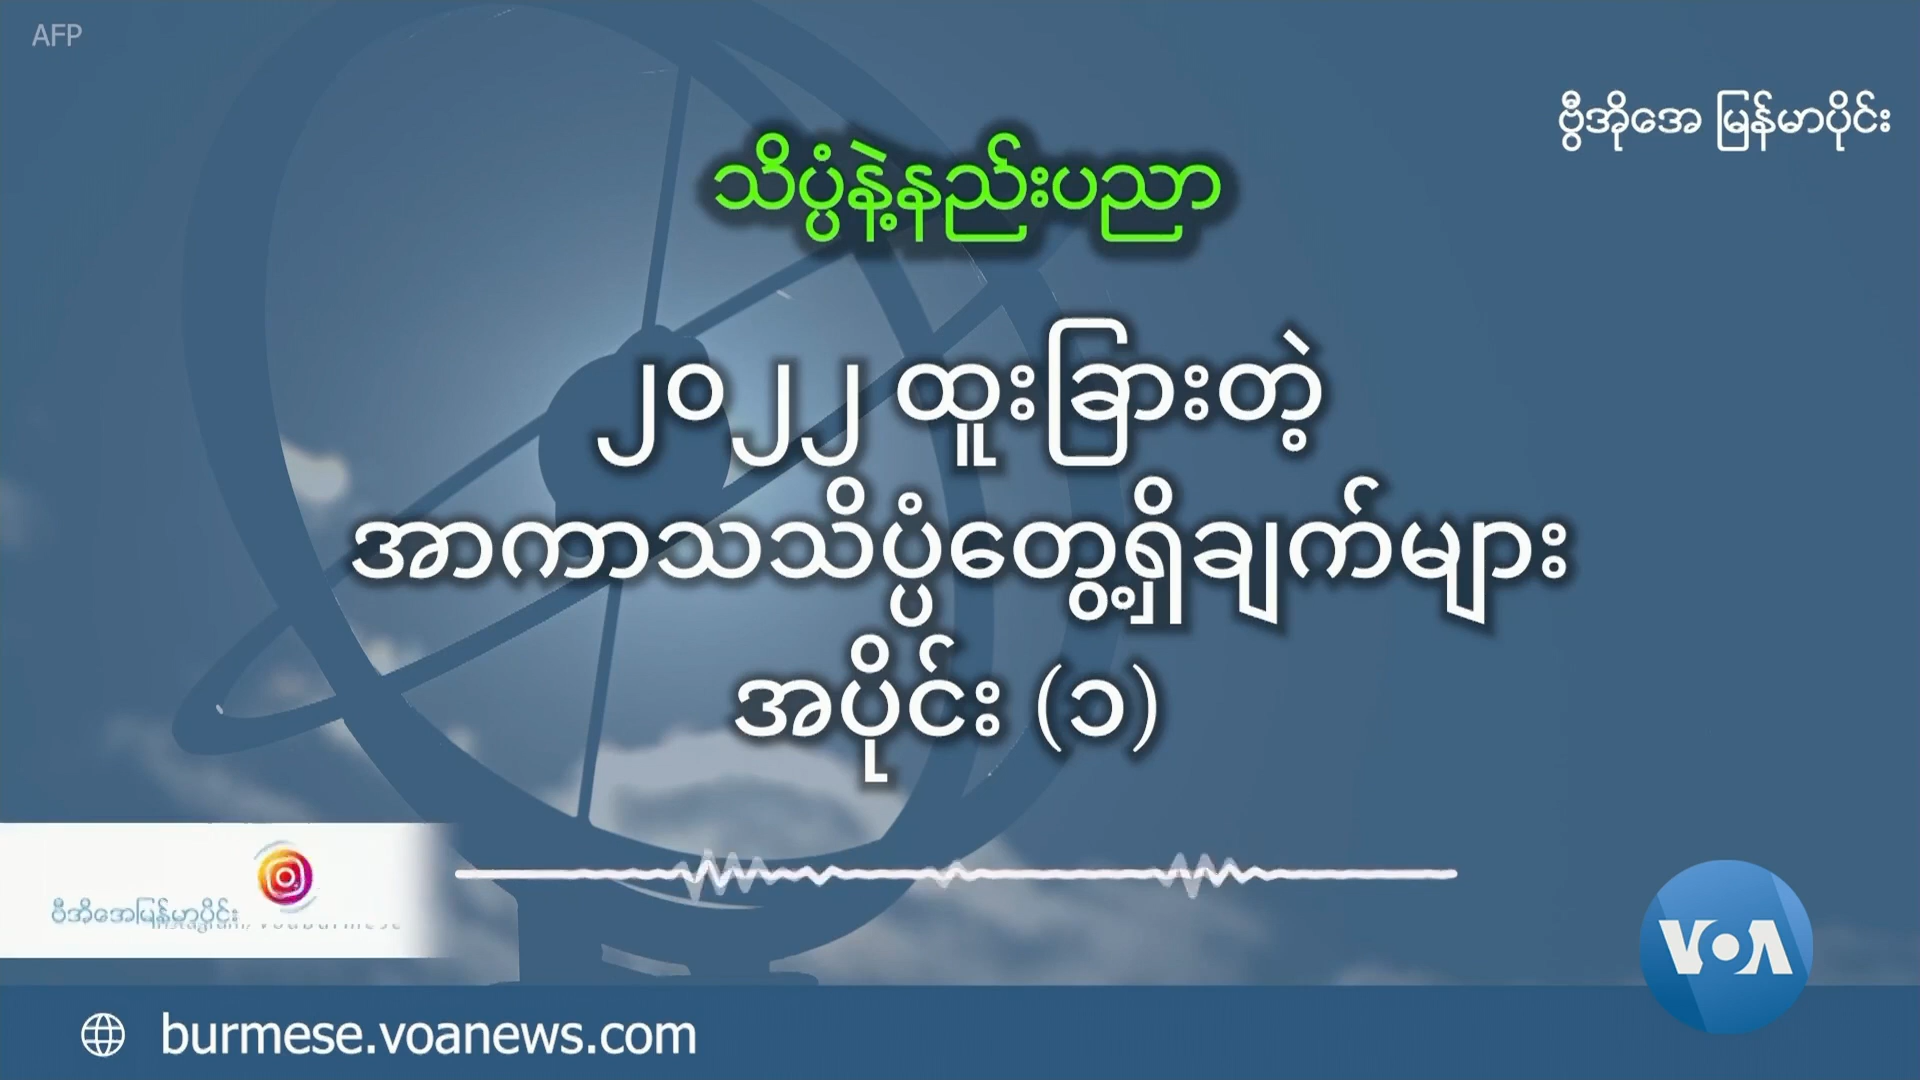 AFP
ဗွီအိုအေ မြန်မာပိုင်း
သိပ္ပံနဲ့နည်းပညာ
၂၀၂၂ ထူးခြားတဲ့
အာကာသသိပ္ပံတွေ့ရှိချက်များ
အပိုင်း (၁)
ဗွီအိုအေမြန်မာပိုင်း
VOA
burmese.voanews.com